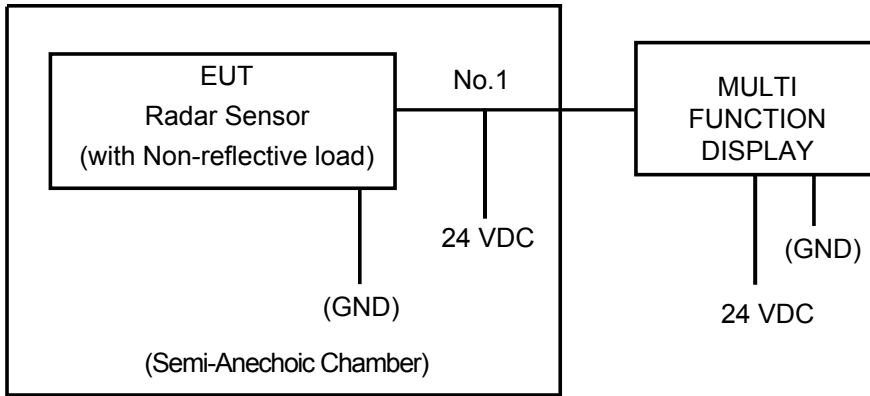 EUT
Radar Sensor
(with Non-reflective load)
No.1
MULTI
FUNCTION
DISPLAY
24 VDC
(GND)
(GND)
24 VDC
(Semi-Anechoic Chamber)